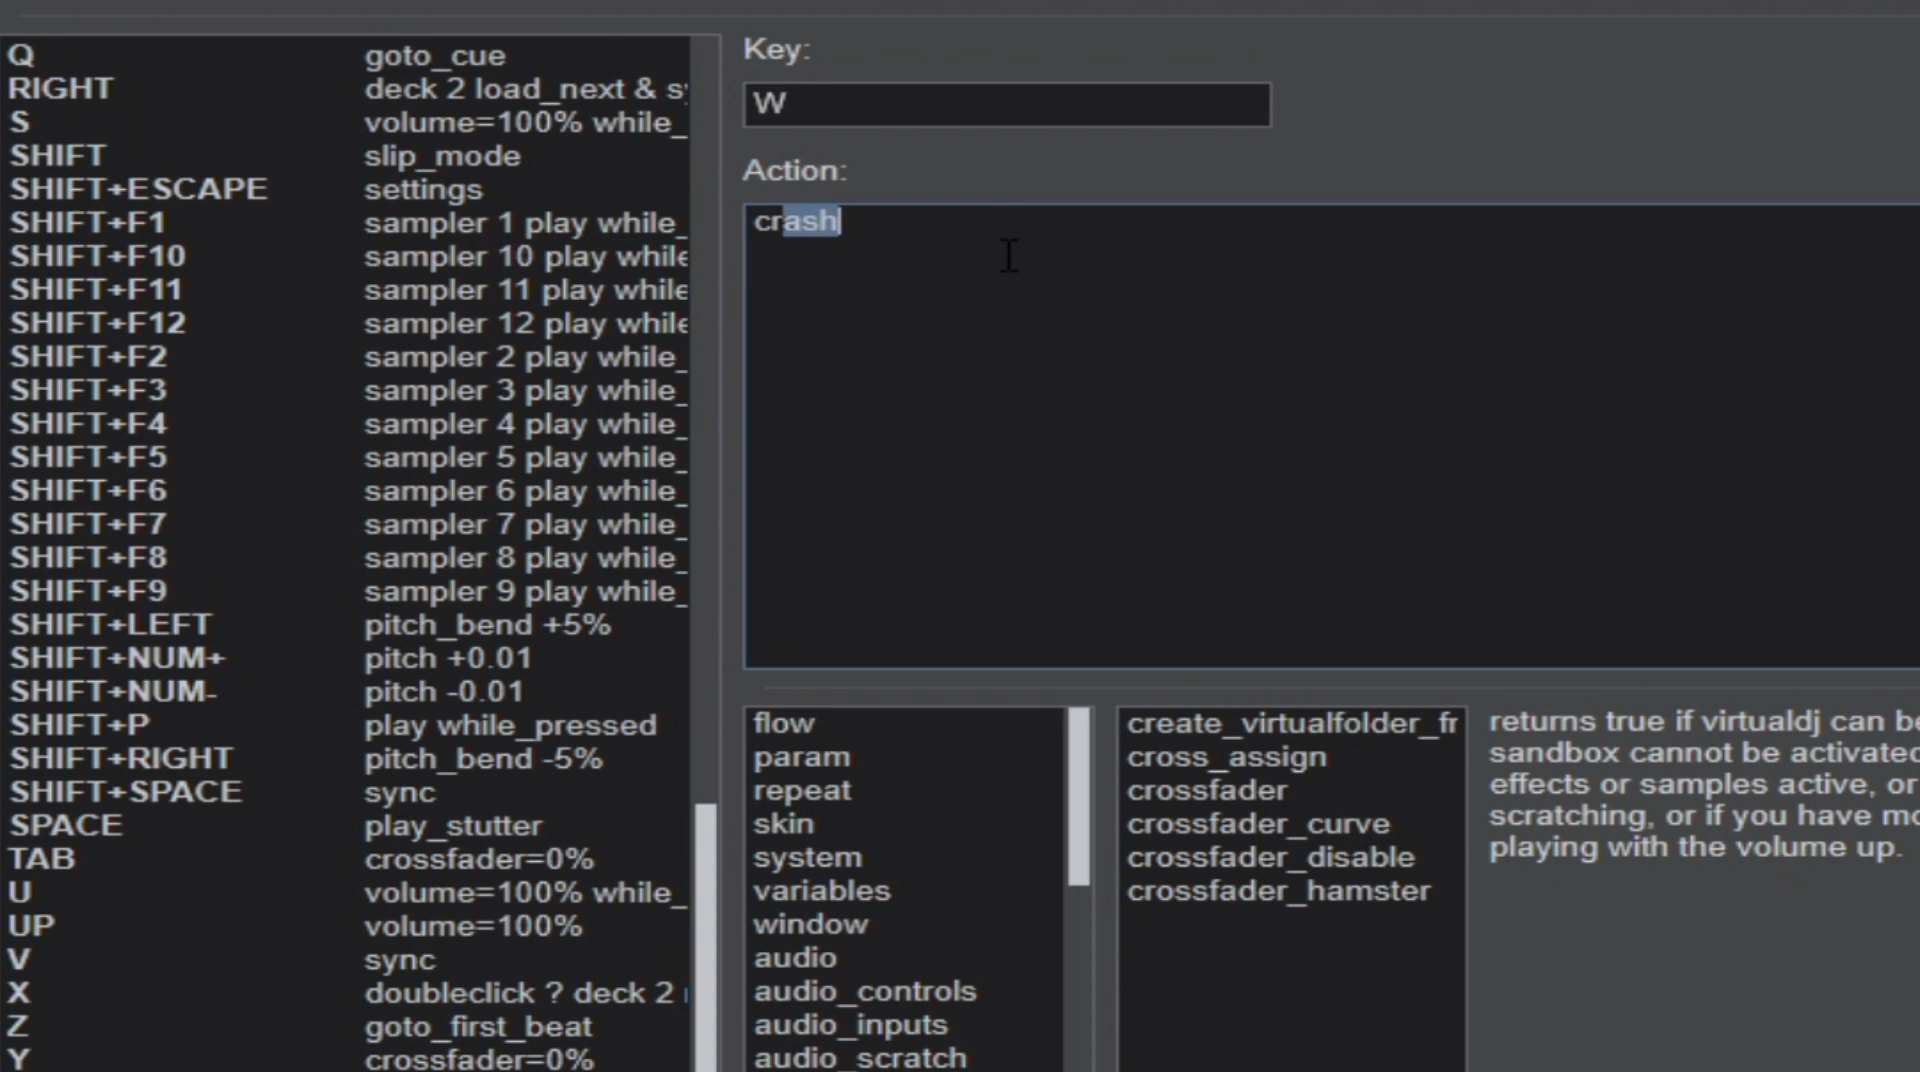 Q goto_cue
RIGHT deck 2 load_next & s
S volume=100% while_
SHIFT slip_mode
SHIFT+ESCAPE settings
SHIFT+F1 sampler 1 play while_
SHIFT+F10 sampler 10 play while
SHIFT+F11 sampler 11 play while
SHIFT+F12 sampler 12 play while
SHIFT+F2 sampler 2 play while_
SHIFT+F3 sampler 3 play while_
SHIFT+F4 sampler 4 play while_
SHIFT+F5 sampler 5 play while_
SHIFT+F6 sampler 6 play while_
SHIFT+F7 sampler 7 play while_
SHIFT+F8 sampler 8 play while_
SHIFT+F9 sampler 9 play while_
SHIFT+LEFT pitch_bend +5%
SHIFT+NUM+ pitch +0.01
SHIFT+NUM- pitch -0.01
SHIFT+P play while_pressed
SHIFT+RIGHT pitch_bend -5%
SHIFT+SPACE sync
SPACE play_stutter
TAB crossfader=0%
U volume=100% while_
UP volume=100%
V sync
X doubleclick ? deck 2
Z goto_first_beat
Y crossfader=0%
Key:
W
Action:
crash
flow
param
repeat
skin
system
variables
window
audio
audio_controls
audio_inputs
audio_scratch
create_virtualfolder_fr
cross_assign
crossfader
crossfader_curve
crossfader_disable
crossfader_hamster
returns true if virtualdj can be
sandbox cannot be activated
effects or samples active, or
scratching, or if you have mo
playing with the volume up.